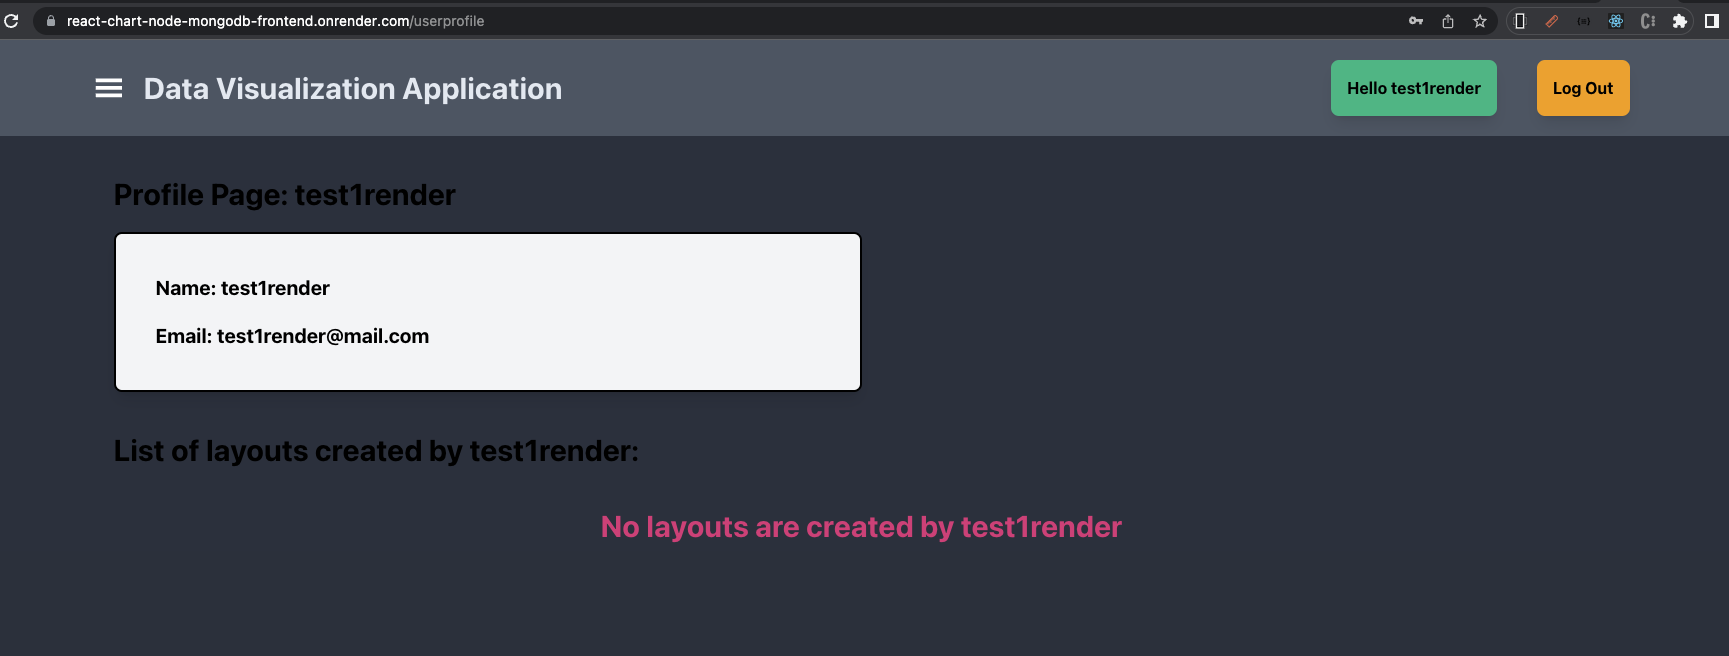 react-chart-node-mongodb-frontend.onrender.com/userprofile
Data Visualization Application
Hello test1render
Log Out
Profile Page: test1render
Name: test1render
Email: test1render@mail.com
List of layouts created by test1render:
No layouts are created by test1render